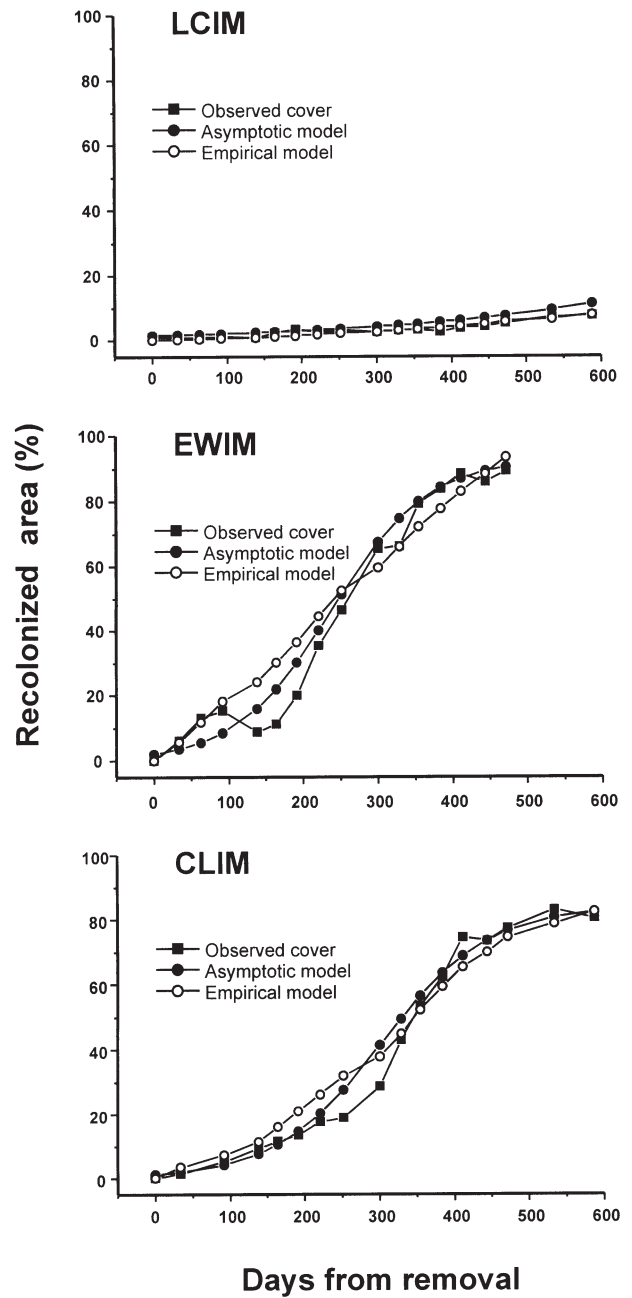 LCIM
100
80
60
40
20
0
Observed cover
Asymptotic model
Empirical model
0 100 200 300 400 500 600
Recolonized area (%)
EWIM
100
80
60
40
20
0
Observed cover
Asymptotic model
Empirical model
0 100 200 300 400 500 600
CLIM
100
80
60
40
20
0
Observed cover
Asymptotic model
Empirical model
0 100 200 300 400 500 600
Days from removal